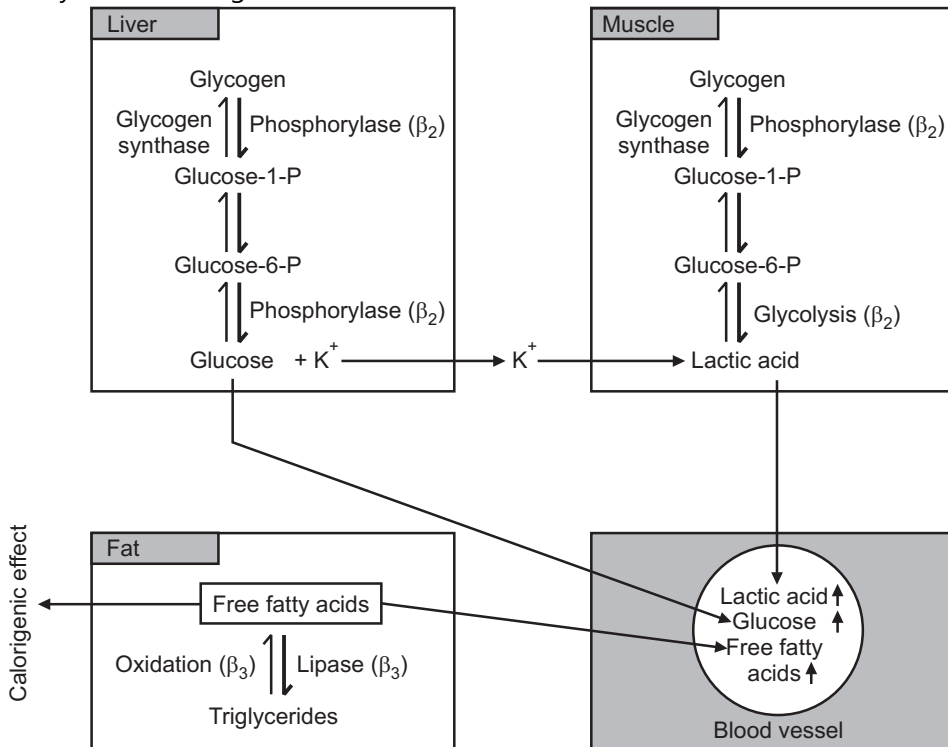 Liver
Glycogen
Glycogen
synthase
Phosphorylase (β₂)
Glucose-1-P
Glucose-6-P
Phosphorylase (β₂)
Glucose + K⁺
K⁺
Muscle
Glycogen
Glycogen
synthase
Phosphorylase (β₂)
Glucose-1-P
Glucose-6-P
Glycolysis (β₂)
Lactic acid
Calorigenic effect
Fat
Free fatty acids
Oxidation (β₃)
Lipase (β₃)
Triglycerides
Lactic acid
Glucose
Free fatty
acids
Blood vessel